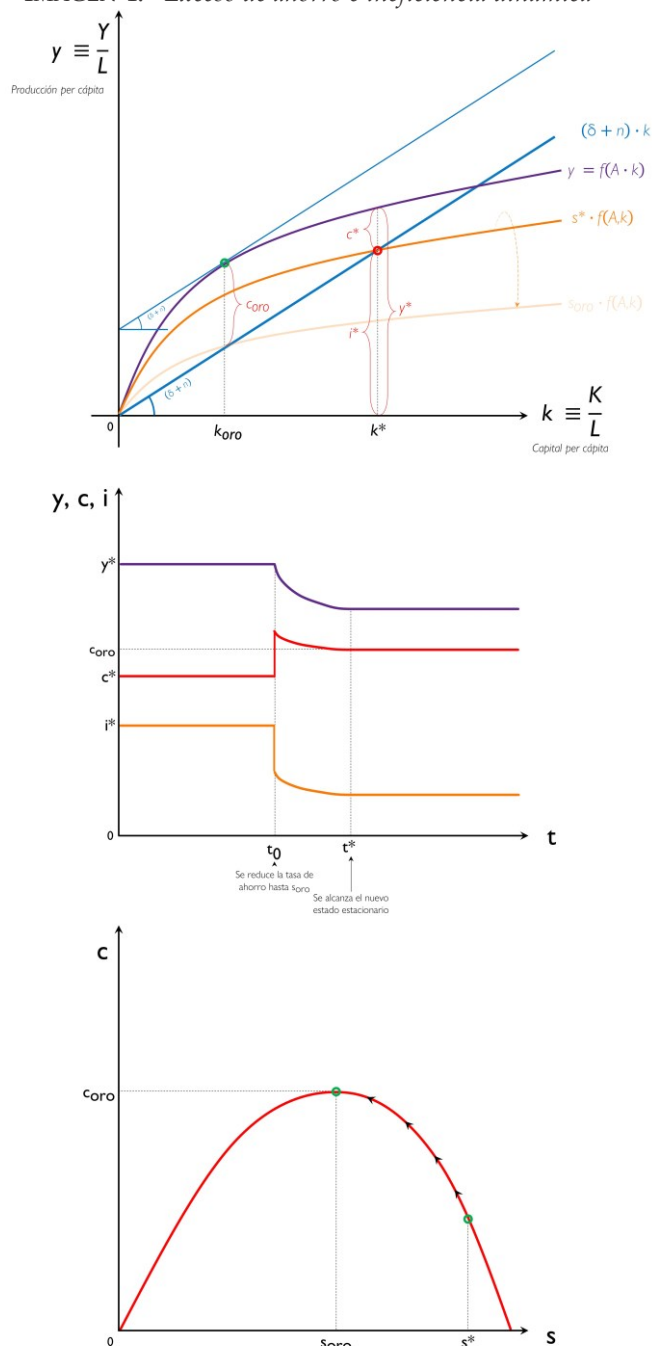 IMAGEN 1.- Exceso de ahorro e ineficiencia dinámica
y ≡ Y/L
Producción per cápita
(δ + n) · k
y = f(A · k)
s* · f(A,k)
c*
(δ + n)
c_oro
y*
i*
s_oro · f(A,k)
(δ + n)
0
k_oro
k*
k ≡ K/L
Capital per cápita
y, c, i
y*
c_oro
c*
i*
0
t_0
t*
t
Se reduce la tasa de
ahorro hasta s_oro
Se alcanza el nuevo
estado estacionario
c
c_oro
0
s_oro
s*
s